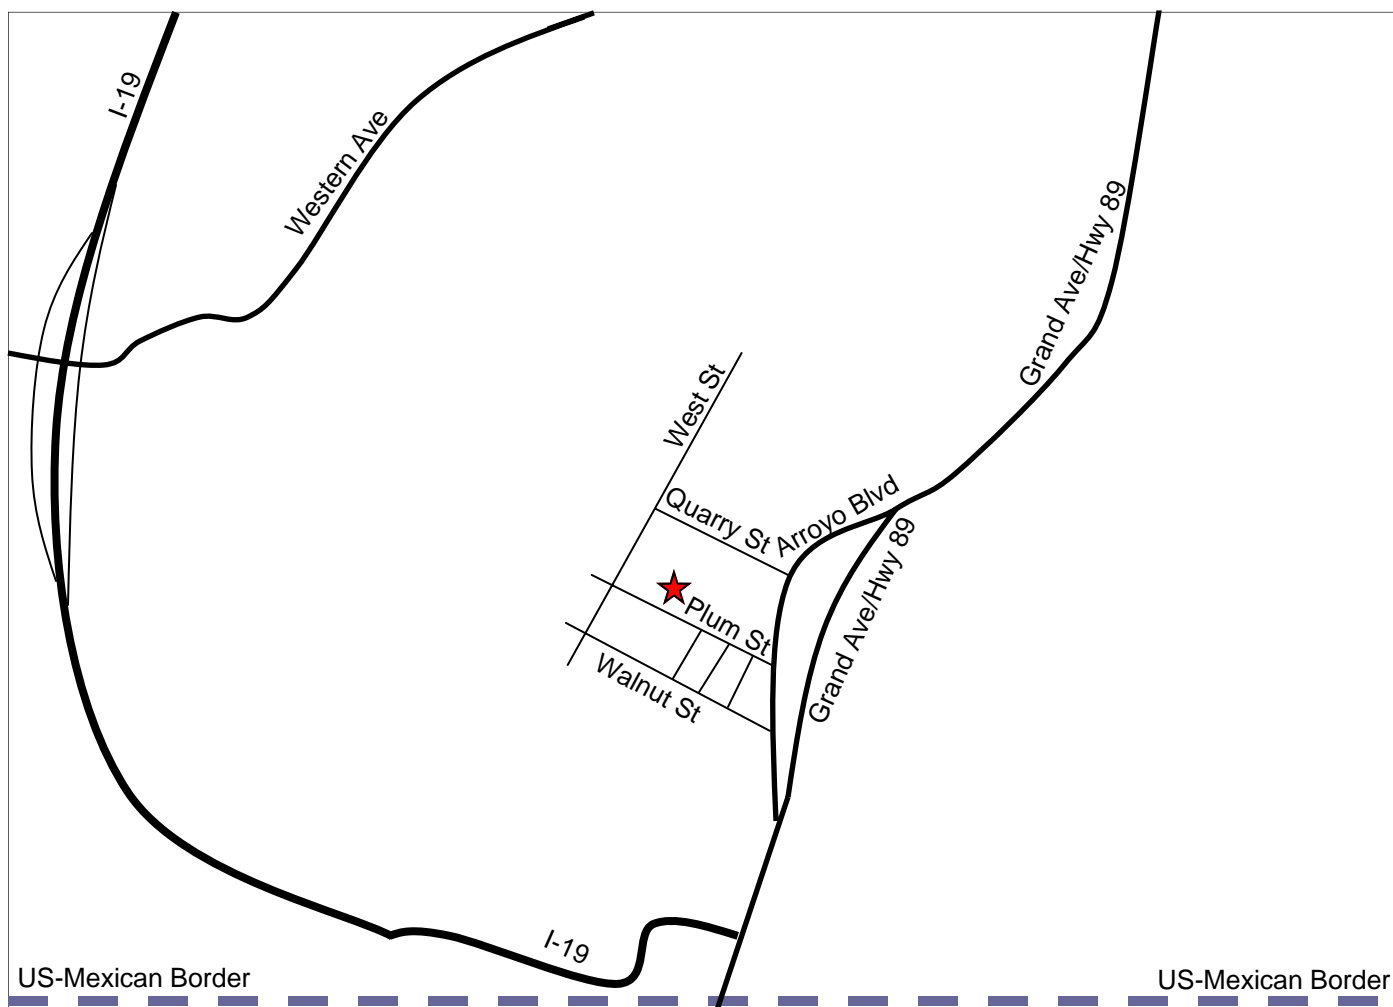 I-19
Western Ave
Grand Ave/Hwy 89
West St
Quarry St
Arroyo Blvd
Grand Ave/Hwy 89
Plum St
Walnut St
I-19
US-Mexican Border
US-Mexican Border